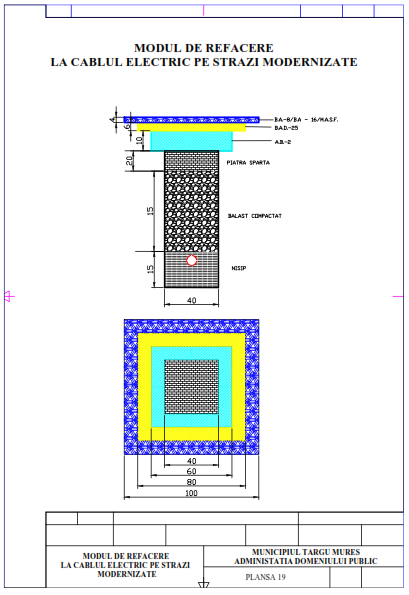 MODUL DE REFACERE
LA CABLUL ELECTRIC PE STRAZI MODERNIZATE
4
BA-8/BA - 16/M.A.S.F.
6
B.A.D.-25
10
A.B.-2
20
PIATRA SPARTA
15
BALAST COMPACTAT
15
NISIP
40
40
60
80
100
MODUL DE REFACERE
LA CABLUL ELECTRIC PE STRAZI
MODERNIZATE
MUNICIPIUL TARGU MURES
ADMINISTATIA DOMENIULUI PUBLIC
PLANSA 19